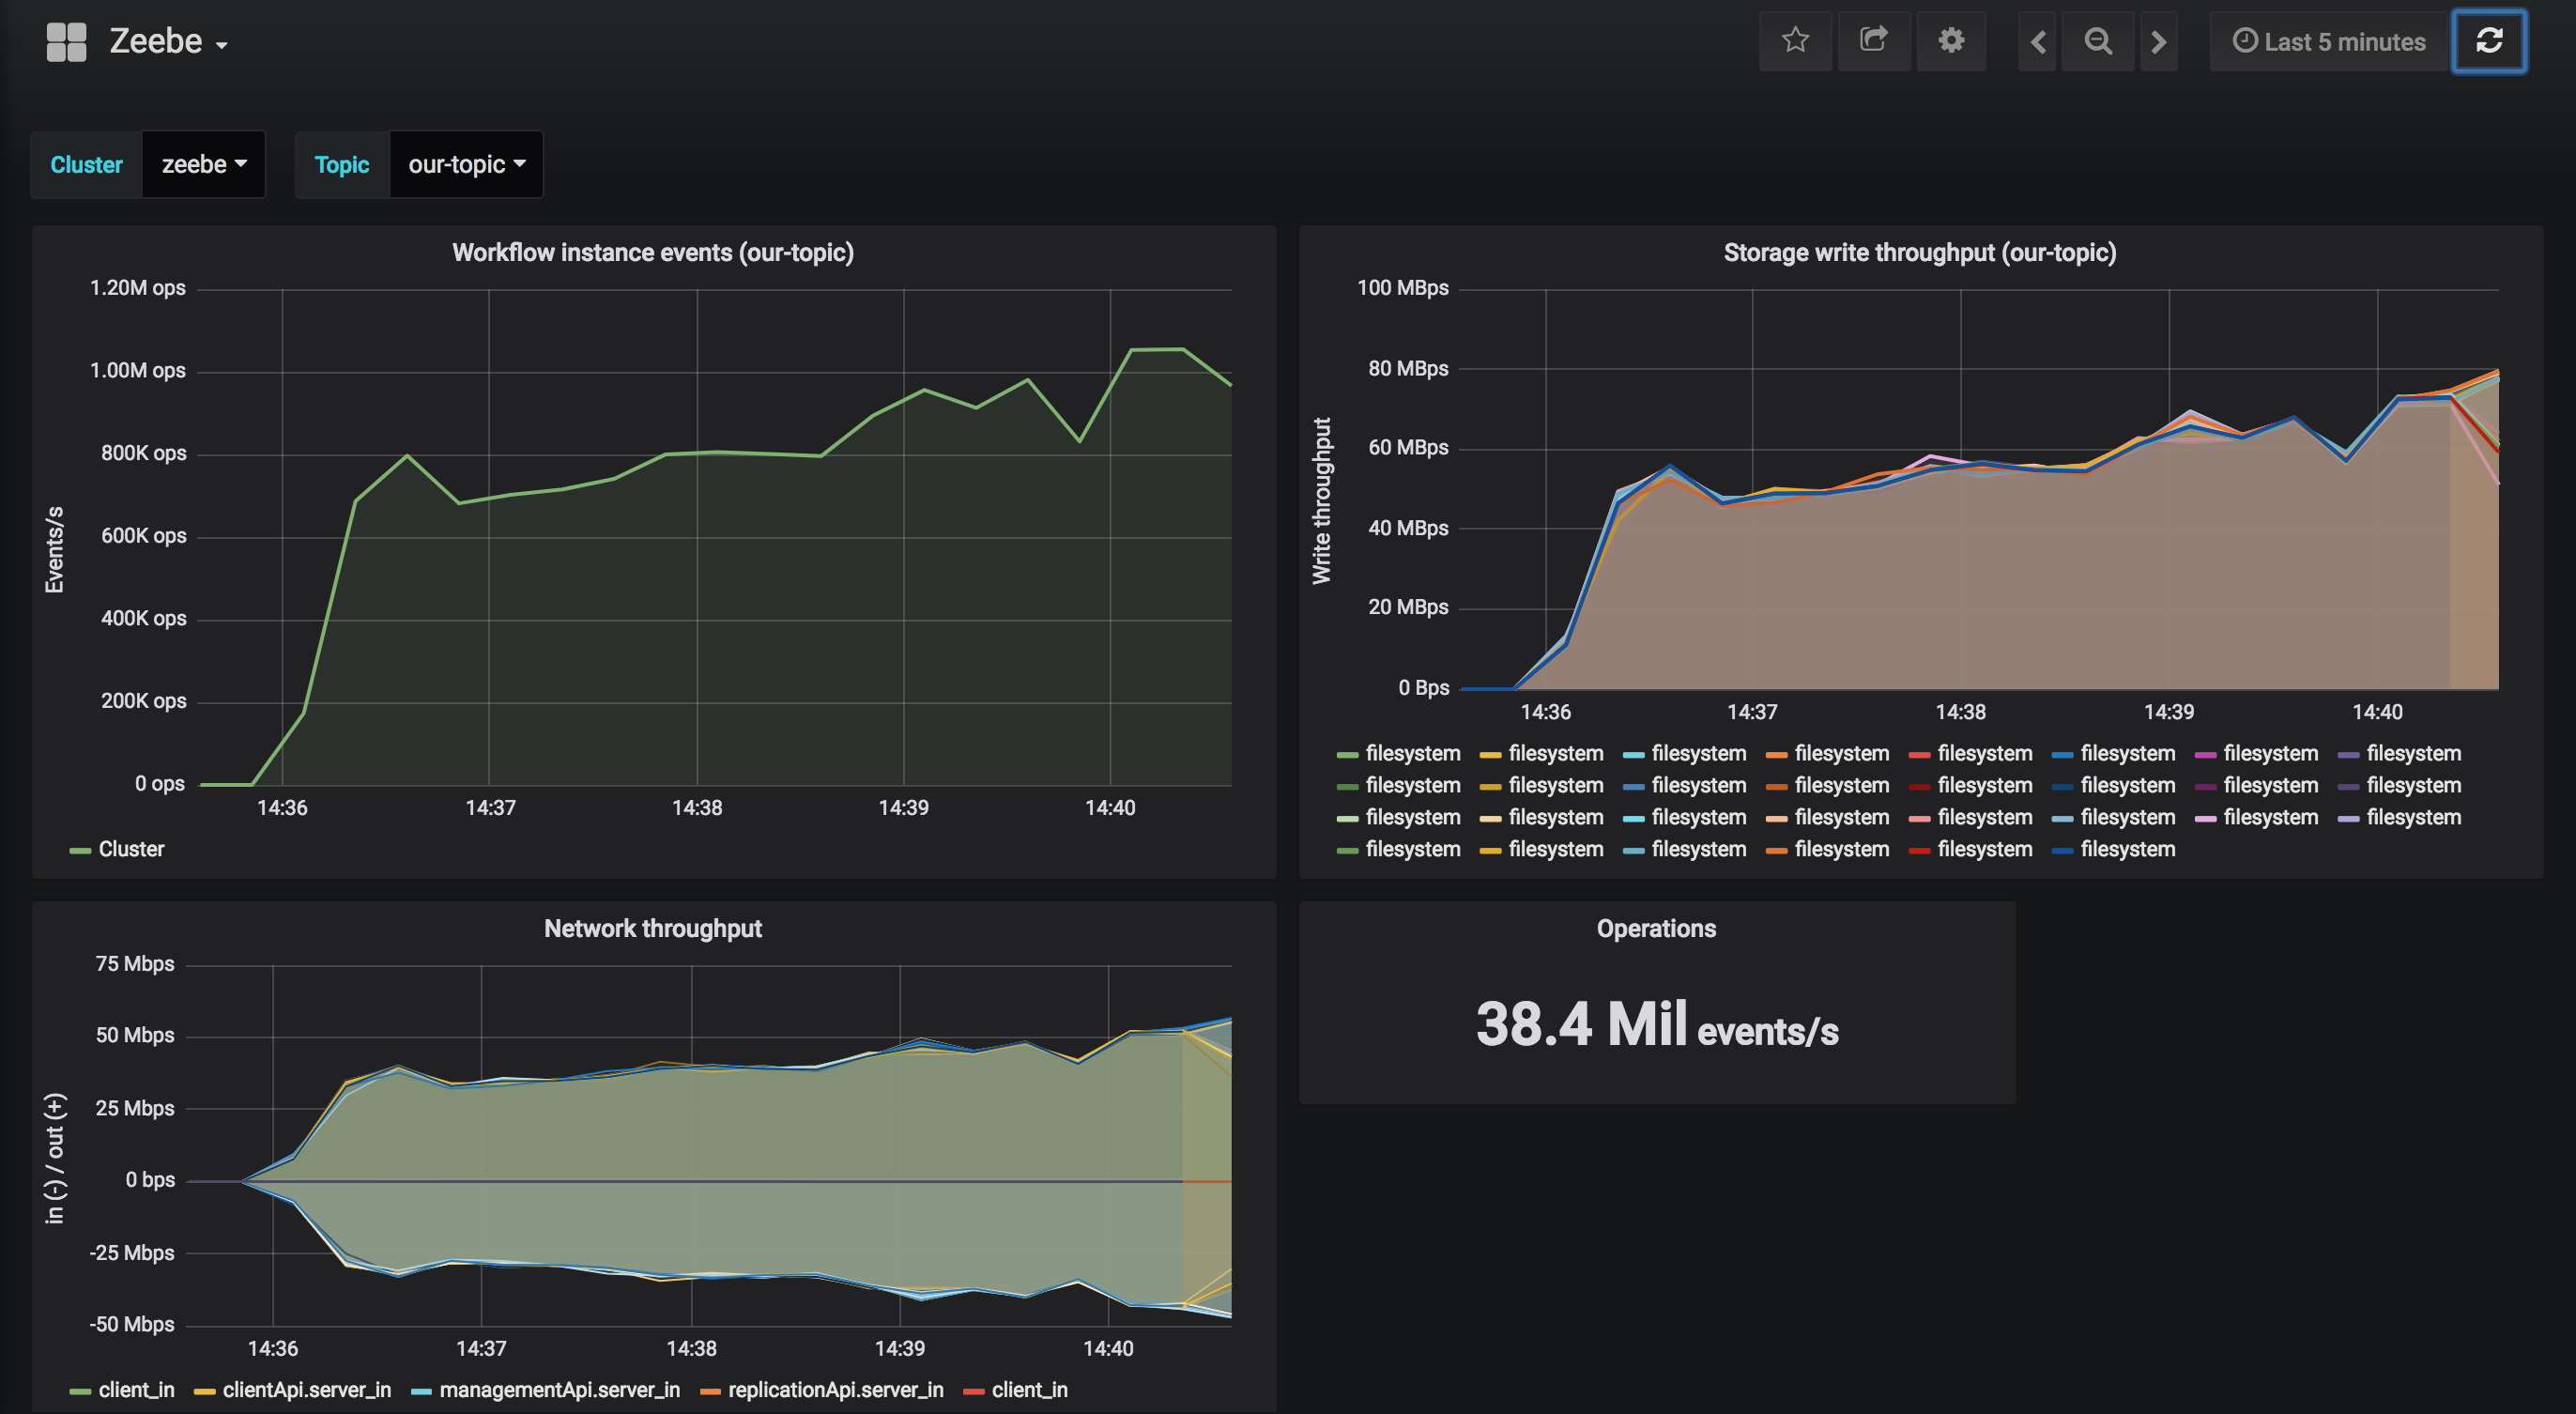 Zeebe
Last 5 minutes
Cluster zeebe Topic our-topic
Workflow instance events (our-topic)
1.20M ops
1.00M ops
800K ops
600K ops
400K ops
200K ops
0 ops
Events/s
14:36 14:37 14:38 14:39 14:40
Cluster
Storage write throughput (our-topic)
100 MBps
80 MBps
60 MBps
40 MBps
20 MBps
0 Bps
Write throughput
14:36 14:37 14:38 14:39 14:40
filesystem filesystem filesystem filesystem filesystem filesystem filesystem filesystem
filesystem filesystem filesystem filesystem filesystem filesystem filesystem filesystem
filesystem filesystem filesystem filesystem filesystem filesystem filesystem filesystem
filesystem filesystem filesystem filesystem filesystem filesystem
Network throughput
75 Mbps
50 Mbps
25 Mbps
0 bps
-25 Mbps
-50 Mbps
in (-) / out (+)
14:36 14:37 14:38 14:39 14:40
client_in clientApi.server_in managementApi.server_in replicationApi.server_in client_in
Operations
38.4 Mil events/s